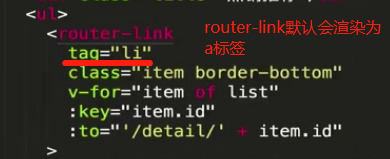 <ul>
<router-link
router-link默认会渲染为
a标签
tag="li"
class="item border-bottom"
v-for="item of list"
:key="item.id"
:to="'/detail/' + item.id"
>